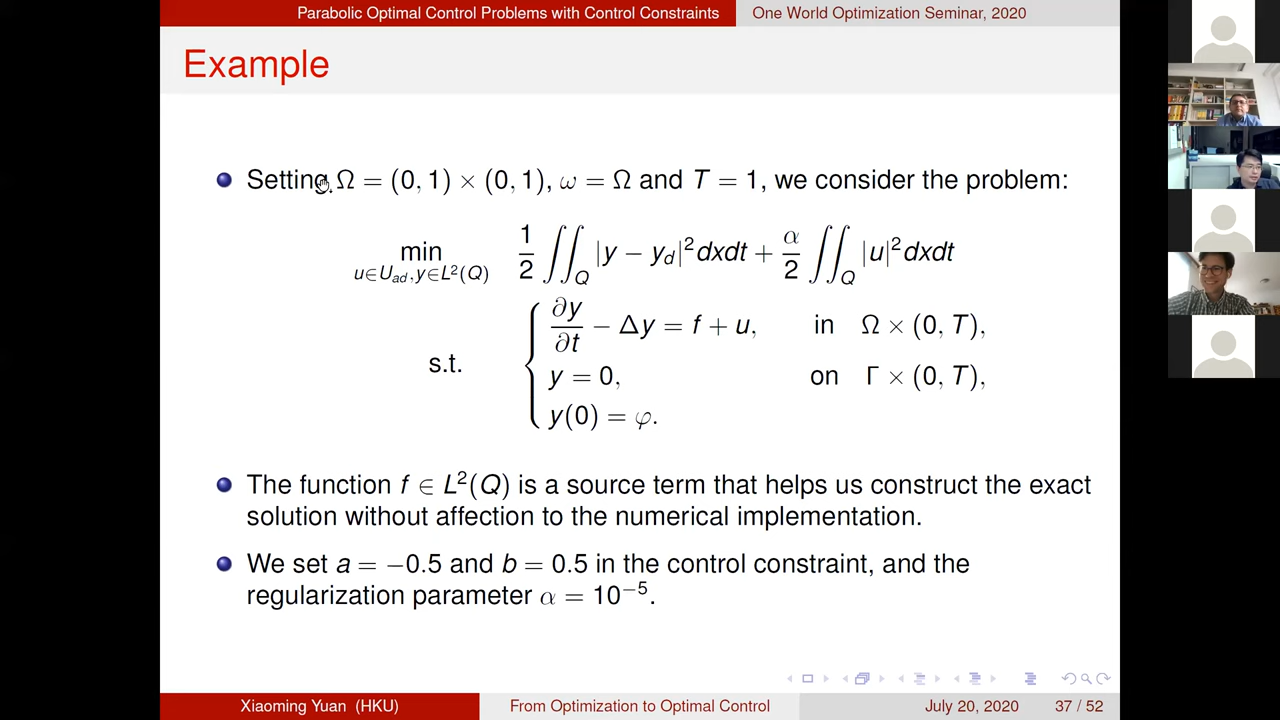 Parabolic Optimal Control Problems with Control Constraints One World Optimization Seminar, 2020
Example
Setting Ω = (0, 1) × (0, 1), ω = Ω and T = 1, we consider the problem:
min_{u∈U_{ad}, y∈L²(Q)} 1/2 ∬_Q |y − y_d|² dxdt + α/2 ∬_Q |u|² dxdt
s.t. { ∂y/∂t − Δy = f + u, in Ω × (0, T),
y = 0, on Γ × (0, T),
y(0) = φ.
The function f ∈ L²(Q) is a source term that helps us construct the exact
solution without affection to the numerical implementation.
We set a = −0.5 and b = 0.5 in the control constraint, and the
regularization parameter α = 10⁻⁵.
Xiaoming Yuan (HKU) From Optimization to Optimal Control July 20, 2020 37 / 52